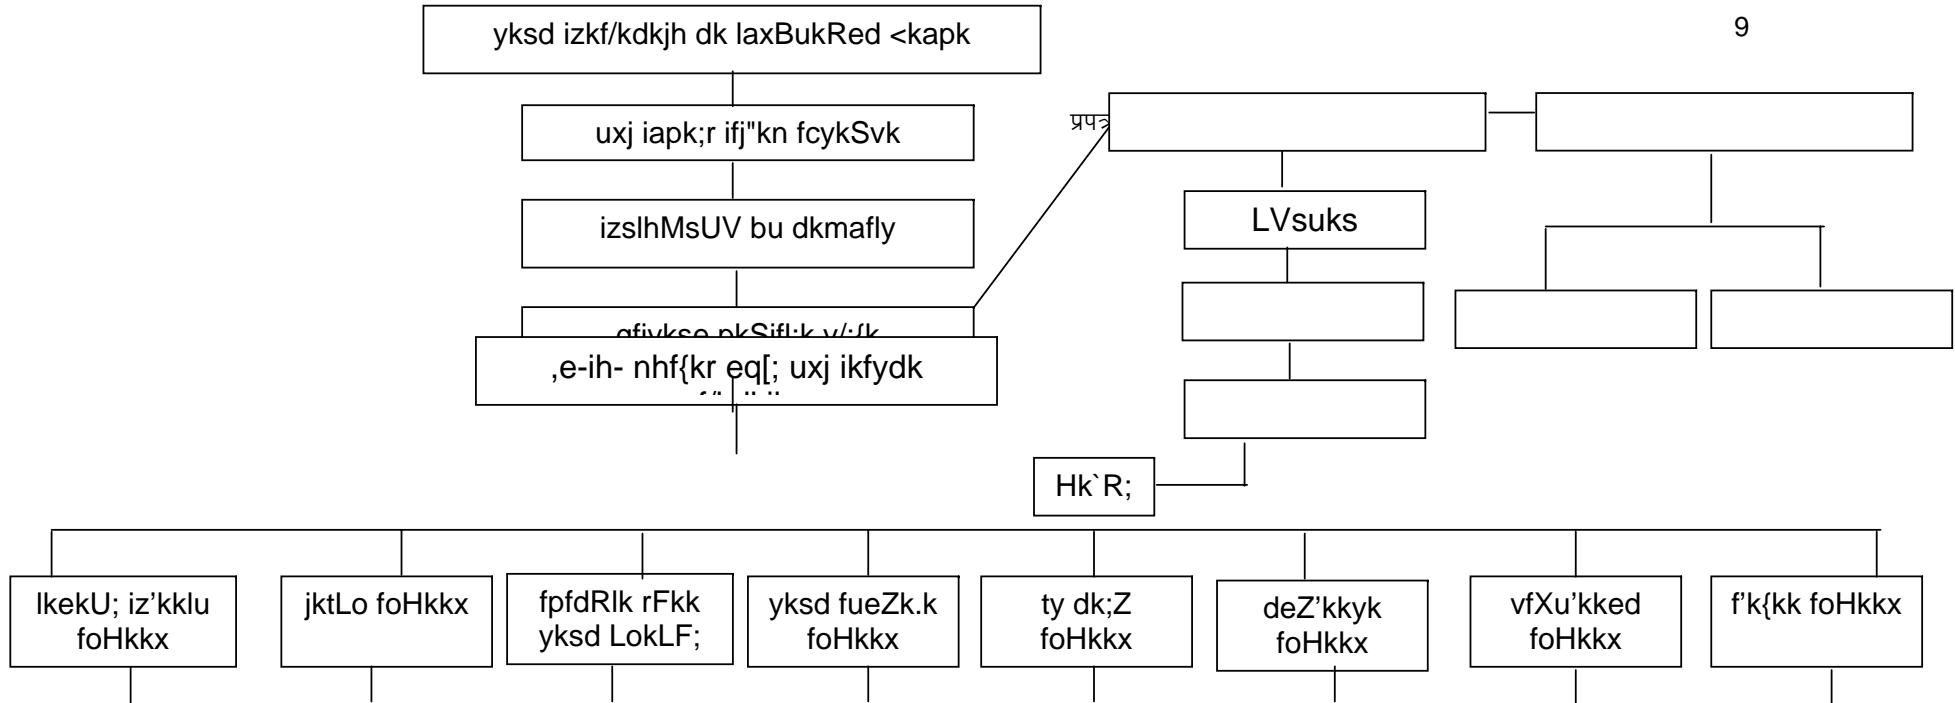 yksd izkf/kdkjh dk laxBukRed <kapk
9
uxj iapk;r ifj"kn fcykSvk
प्रपत्र
izslhMsUV bu dkmafly
LVsuks
,e-ih- nhf{kr eq[; uxj ikfydk
Hk`R;
lkekU; iz'kklu
foHkkx
jktLo foHkkx
fpfdRlk rFkk
yksd LokLF;
yksd fueZk.k
foHkkx
ty dk;Z
foHkkx
deZ'kkyk
foHkkx
vfXu'kked
foHkkx
f'k{kk foHkkx